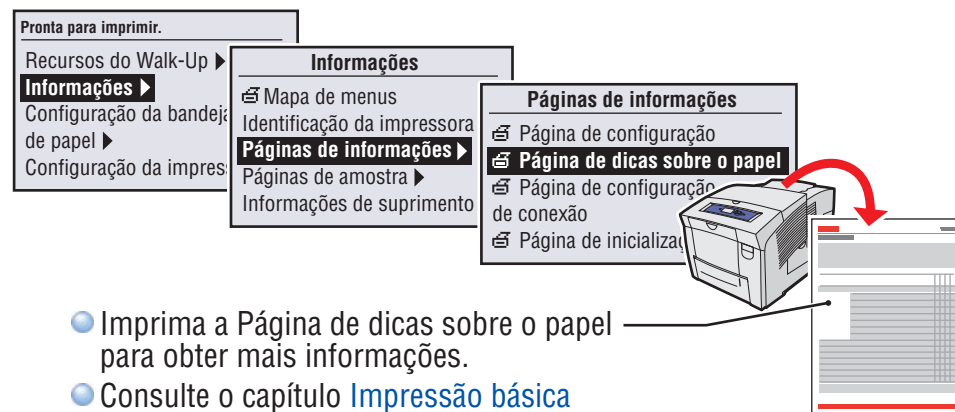 Pronta para imprimir.
Recursos do Walk-Up
Informações
Configuração da bandeja
de papel
Configuração da impres
Informações
Mapa de menus
Identificação da impressora
Páginas de informações
Páginas de amostra
Informações de suprimento
Páginas de informações
Página de configuração
Página de dicas sobre o papel
Página de configuração
de conexão
Página de inicializaç
Imprima a Página de dicas sobre o papel
para obter mais informações.
Consulte o capítulo Impressão básica